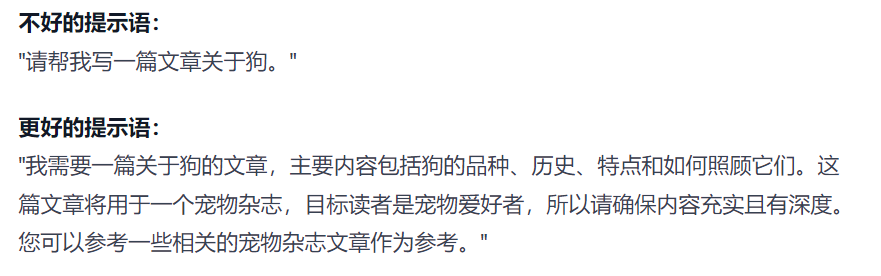 不好的提示语：
"请帮我写一篇文章关于狗。"
更好的提示语：
"我需要一篇关于狗的文章，主要内容包括狗的品种、历史、特点和如何照顾它们。这
篇文章将用于一个宠物杂志，目标读者是宠物爱好者，所以请确保内容充实且有深度。
您可以参考一些相关的宠物杂志文章作为参考。"